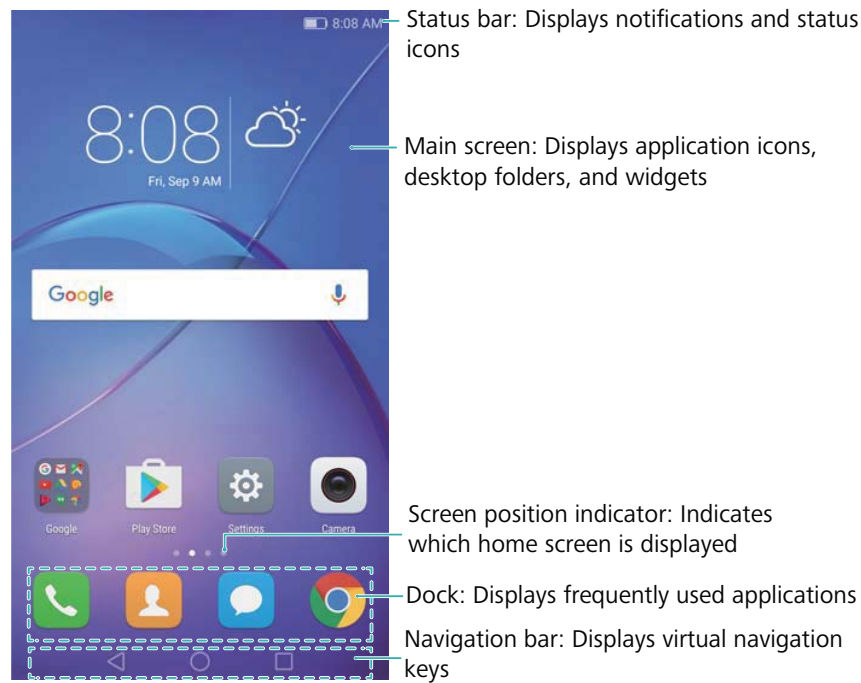 8:08 AM
Status bar: Displays notifications and status
icons
8:08
Fri, Sep 9 AM
Main screen: Displays application icons,
desktop folders, and widgets
Google
Google
Play Store
Settings
Camera
Screen position indicator: Indicates
which home screen is displayed
Dock: Displays frequently used applications
Navigation bar: Displays virtual navigation
keys